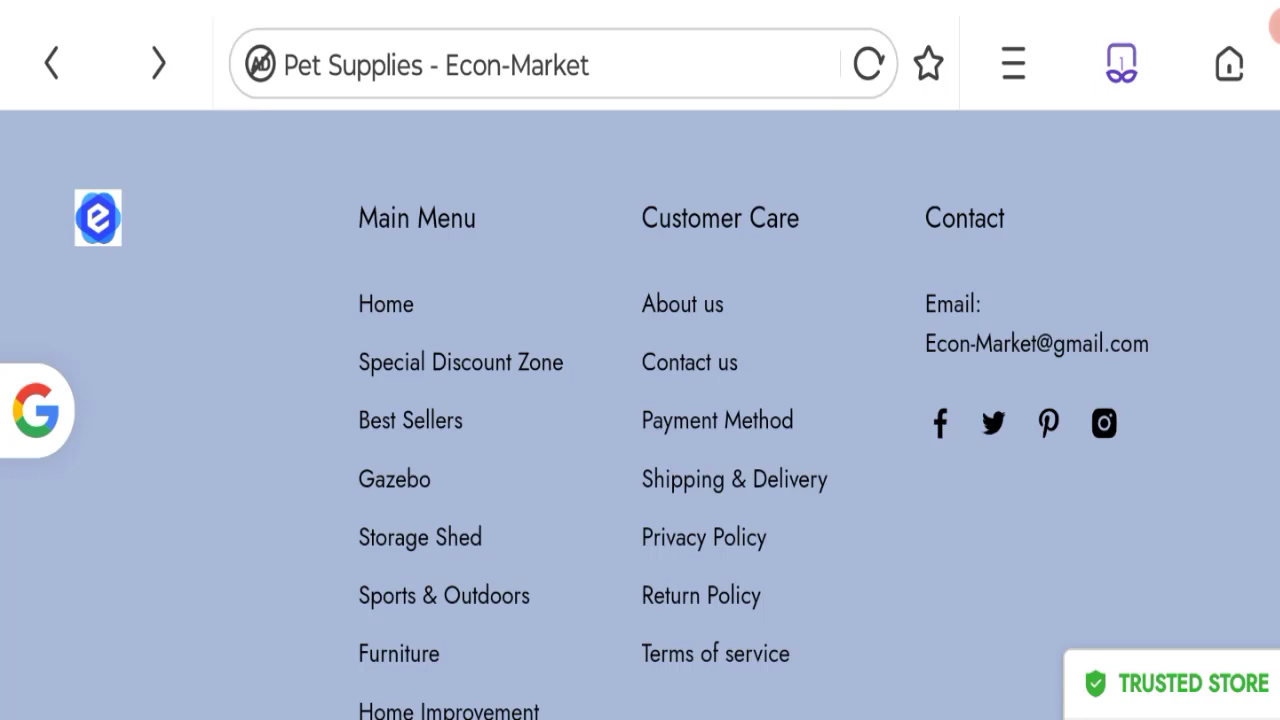 Pet Supplies - Econ-Market
1
Main Menu
Home
Special Discount Zone
Best Sellers
Gazebo
Storage Shed
Sports & Outdoors
Furniture
Home Improvement
Customer Care
About us
Contact us
Payment Method
Shipping & Delivery
Privacy Policy
Return Policy
Terms of service
Contact
Email:
Econ-Market@gmail.com
TRUSTED STORE